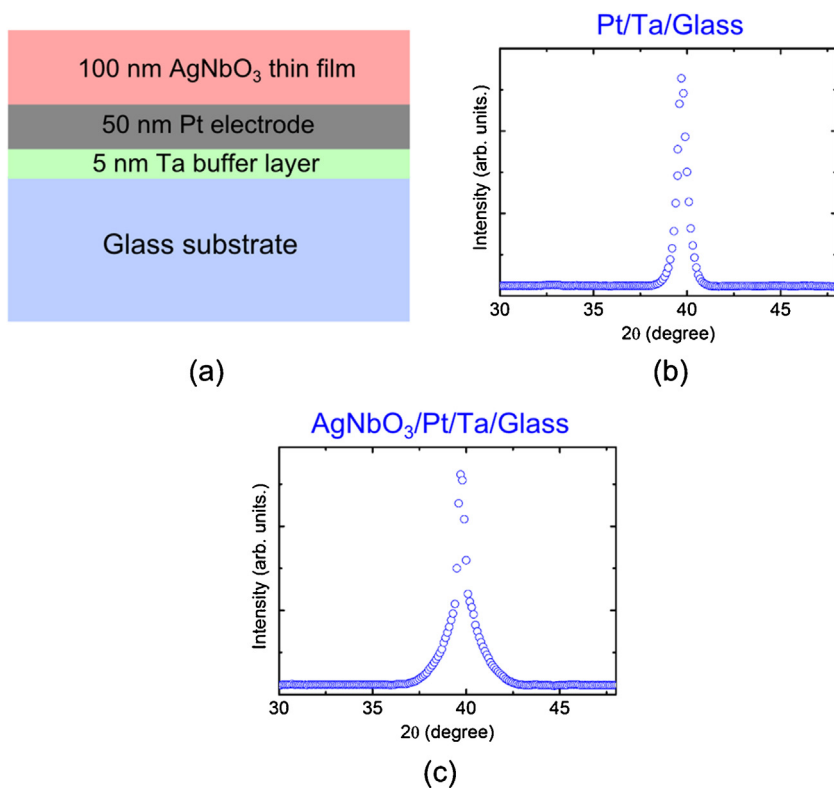 100 nm AgNbO₃ thin film
50 nm Pt electrode
5 nm Ta buffer layer
Glass substrate
(a)
Pt/Ta/Glass
Intensity (arb. units.)
30 35 40 45
2θ (degree)
(b)
AgNbO₃/Pt/Ta/Glass
Intensity (arb. units.)
30 35 40 45
2θ (degree)
(c)